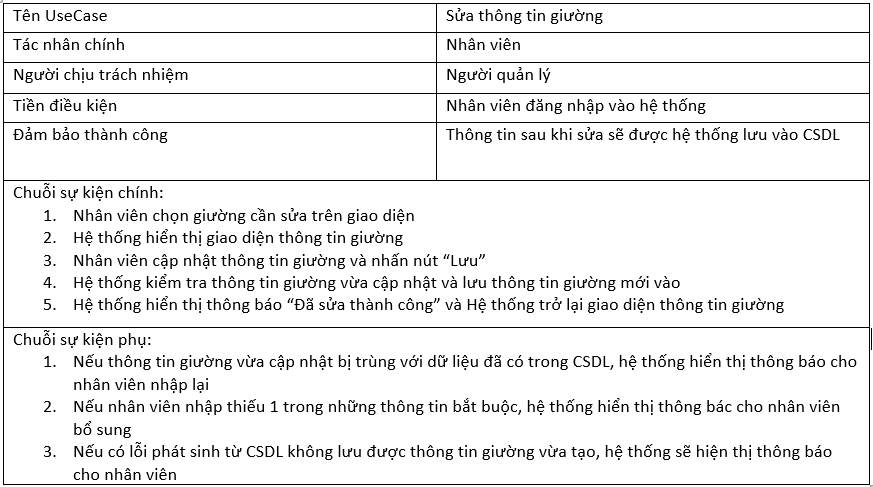 Tên UseCase Sửa thông tin giường
Tác nhân chính Nhân viên
Người chịu trách nhiệm Người quản lý
Tiền điều kiện Nhân viên đăng nhập vào hệ thống
Đảm bảo thành công Thông tin sau khi sửa sẽ được hệ thống lưu vào CSDL
Chuỗi sự kiện chính:
1. Nhân viên chọn giường cần sửa trên giao diện
2. Hệ thống hiển thị giao diện thông tin giường
3. Nhân viên cập nhật thông tin giường và nhấn nút “Lưu”
4. Hệ thống kiểm tra thông tin giường vừa cập nhật và lưu thông tin giường mới vào
5. Hệ thống hiển thị thông báo “Đã sửa thành công” và Hệ thống trở lại giao diện thông tin giường
Chuỗi sự kiện phụ:
1. Nếu thông tin giường vừa cập nhật bị trùng với dữ liệu đã có trong CSDL, hệ thống hiển thị thông báo cho
nhân viên nhập lại
2. Nếu nhân viên nhập thiếu 1 trong những thông tin bắt buộc, hệ thống hiển thị thông bác cho nhân viên
bổ sung
3. Nếu có lỗi phát sinh từ CSDL không lưu được thông tin giường vừa tạo, hệ thống sẽ hiện thị thông báo
cho nhân viên